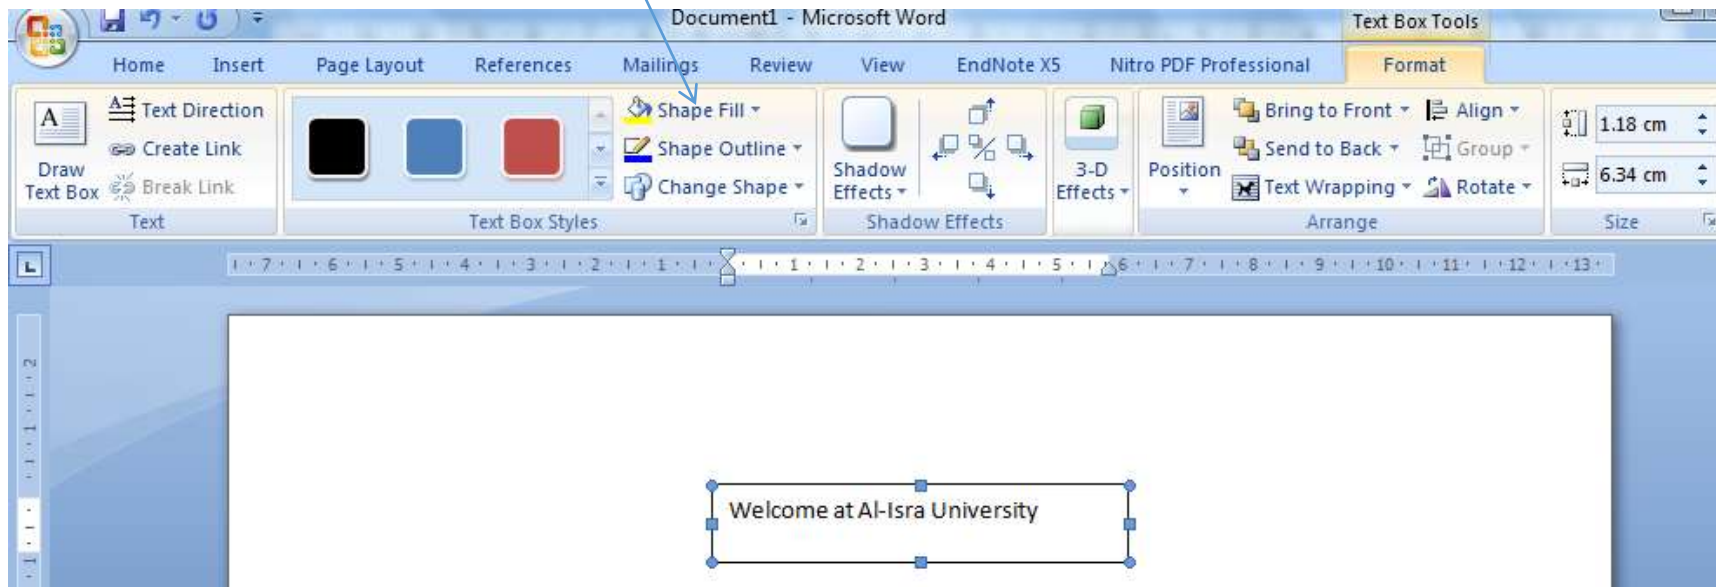 Document1 - Microsoft Word Text Box Tools
Home Insert Page Layout References Mailings Review View EndNote X5 Nitro PDF Professional Format
A Text Direction Shape Fill Bring to Front Align 1.18 cm
Create Link Shape Outline Send to Back Group
Draw Text Box Break Link Change Shape Shadow Effects 3-D Effects Position Text Wrapping Rotate 6.34 cm
Text Text Box Styles Shadow Effects Arrange Size
L 7 6 5 4 3 2 1 1 2 3 4 5 6 7 8 9 10 11 12 13
2
1
Welcome at Al-Isra University
1